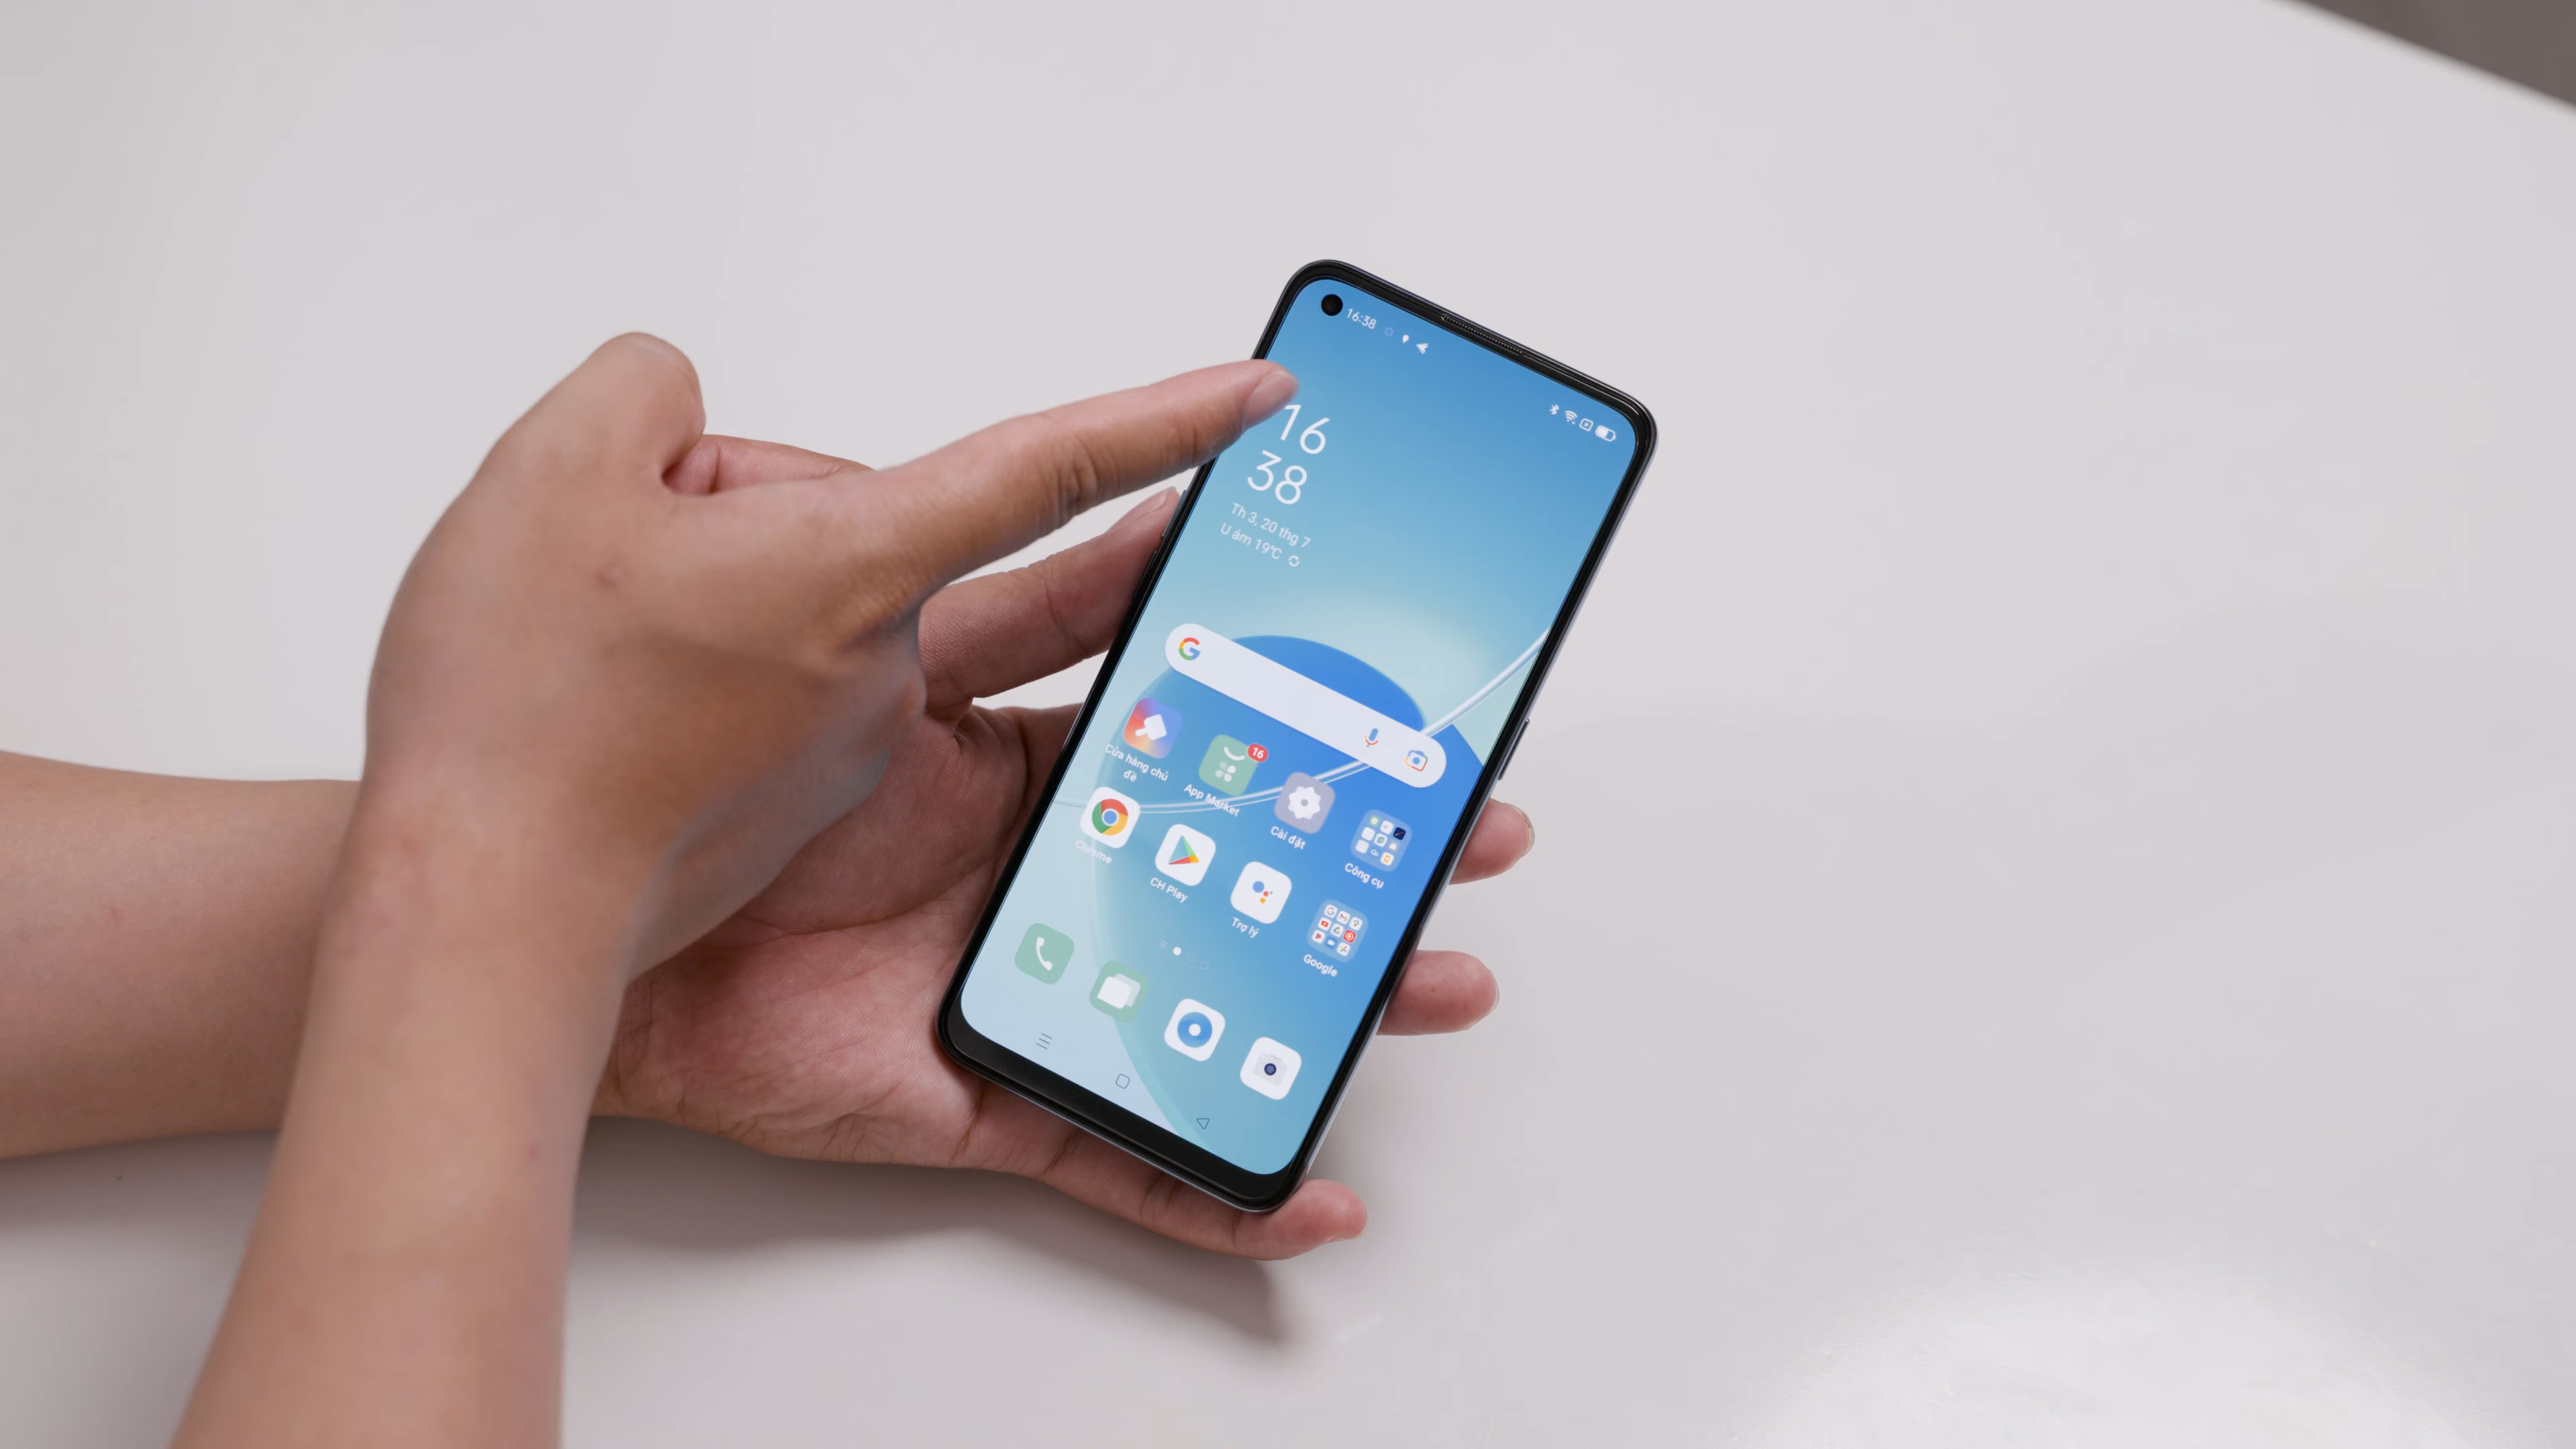 16:38
16
38
Th 3, 20 thg 7
U ám 19℃
G
Cửa hàng chủ
đề
App Market
16
Cài đặt
Công cụ
Chrome
CH Play
Trợ lý
Google